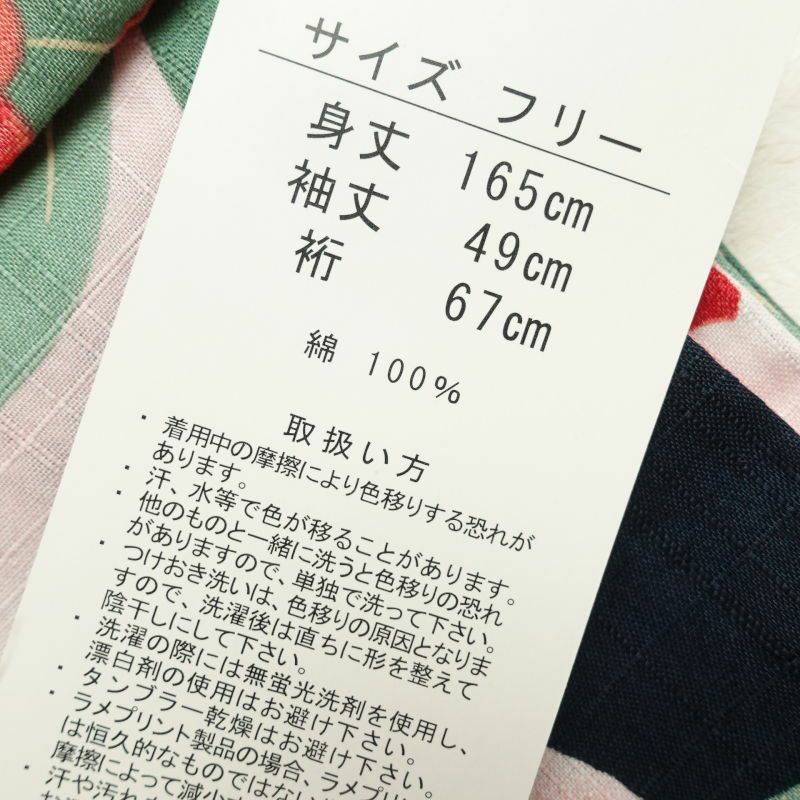 サイズ フリー
身丈 165cm
袖丈 49cm
裄 67cm
綿 100%
取扱い方
・着用中の摩擦により色移りする恐れが
あります。
・汗、水等で色が移ることがあります。
・他のものと一緒に洗うと色移りの恐れ
がありますので、単独で洗って下さい。
・つけおき洗いは、色移りの原因となりま
すので、洗濯後は直ちに形を整えて
陰干しにして下さい。
・洗濯の際には無蛍光洗剤を使用し、
漂白剤の使用はお避け下さい。
・タンブラー乾燥はお避け下さい。
・ラメプリント製品の場合、ラメプリ
は恒久的なものではない
摩擦によって減少す
・汗や汚れ